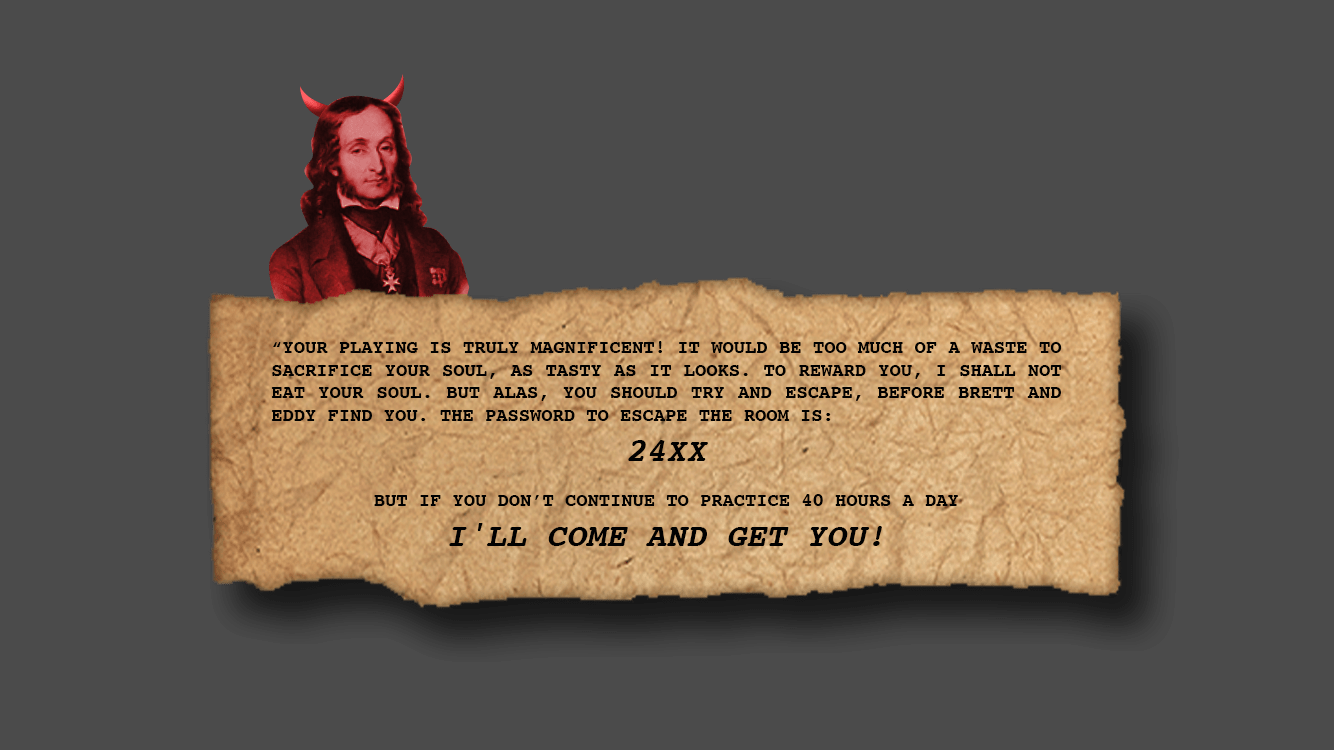 “YOUR PLAYING IS TRULY MAGNIFICENT! IT WOULD BE TOO MUCH OF A WASTE TO
SACRIFICE YOUR SOUL, AS TASTY AS IT LOOKS. TO REWARD YOU, I SHALL NOT
EAT YOUR SOUL. BUT ALAS, YOU SHOULD TRY AND ESCAPE, BEFORE BRETT AND
EDDY FIND YOU. THE PASSWORD TO ESCAPE THE ROOM IS:
24XX
BUT IF YOU DON’T CONTINUE TO PRACTICE 40 HOURS A DAY
I'LL COME AND GET YOU!